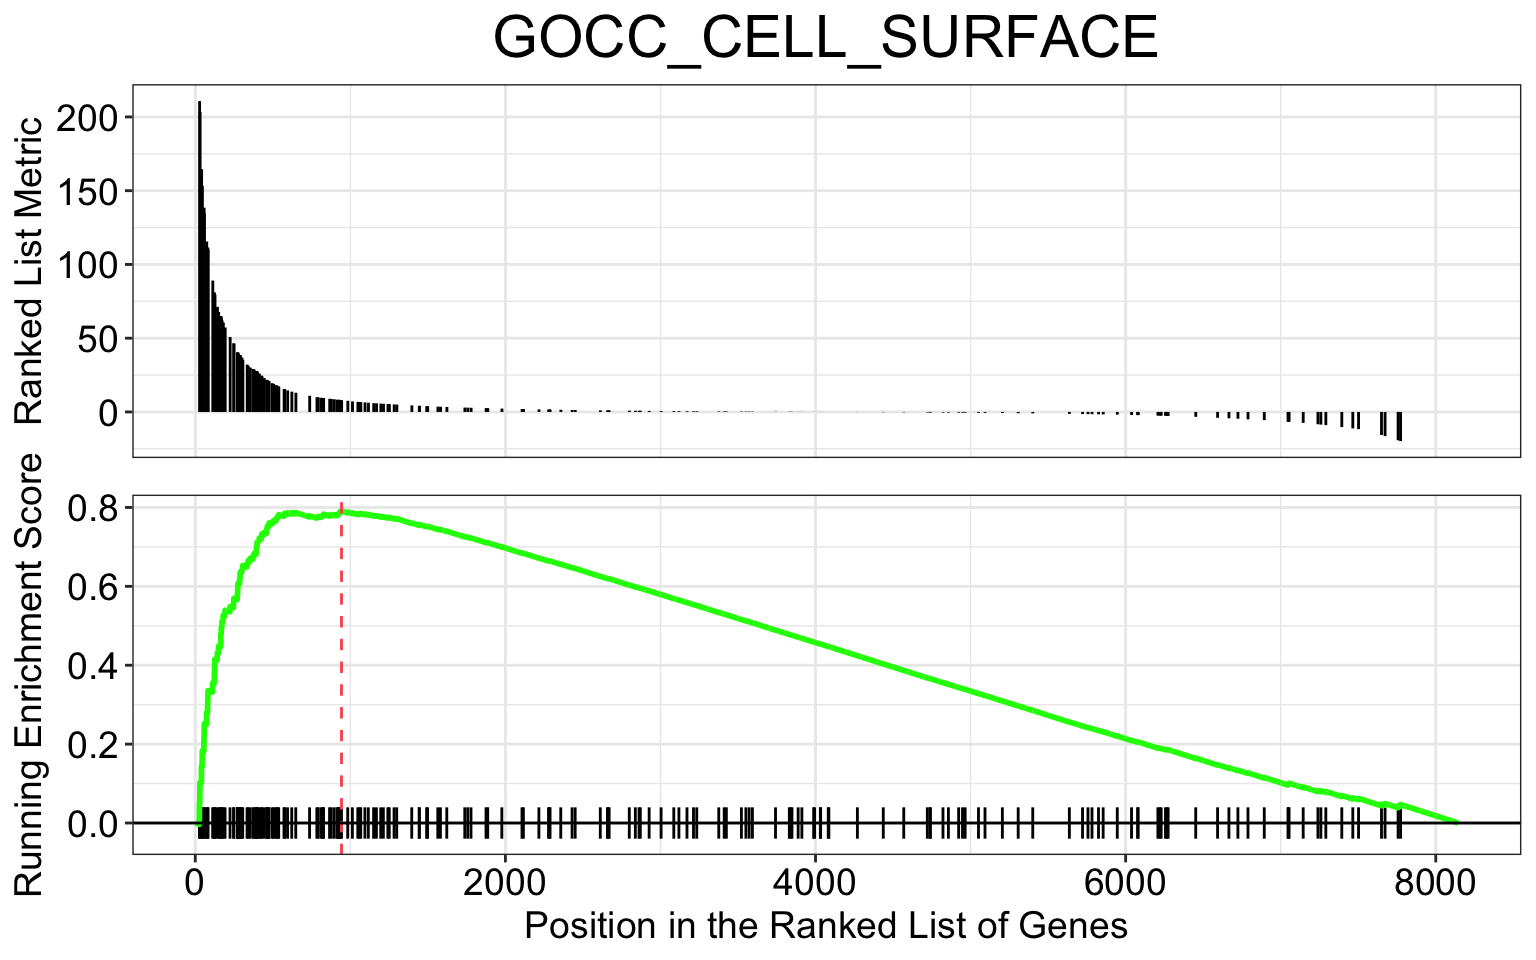 GOCC_CELL_SURFACE
Ranked List Metric
200
150
100
50
0
Running Enrichment Score
0.8
0.6
0.4
0.2
0.0
0 2000 4000 6000 8000
Position in the Ranked List of Genes